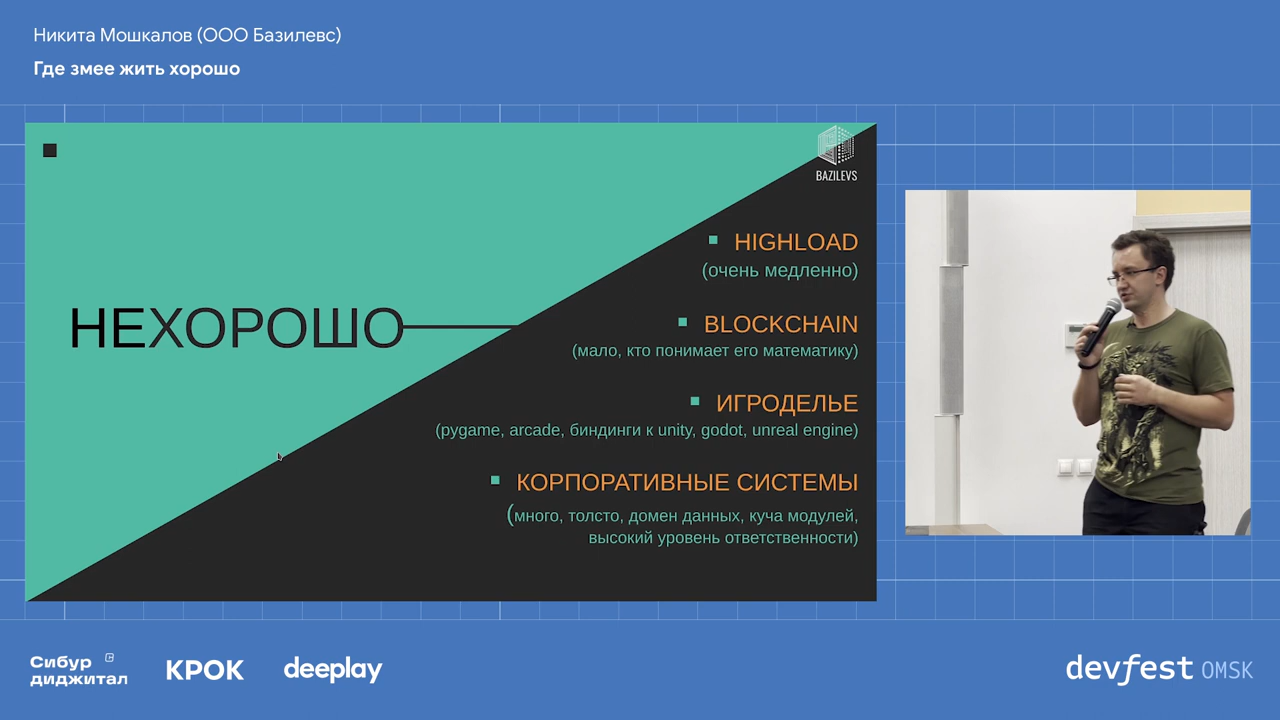 Никита Мошкалов (ООО Базилевс)
Где змее жить хорошо
BAZILEVS
НЕХОРОШО
HIGHLOAD
(очень медленно)
BLOCKCHAIN
(мало, кто понимает его математику)
ИГРОДЕЛЬЕ
(pygame, arcade, биндинги к unity, godot, unreal engine)
КОРПОРАТИВНЫЕ СИСТЕМЫ
(много, толсто, домен данных, куча модулей,
высокий уровень ответственности)
Сибур
диджитал
КРОК
deeplay
devfest OMSK